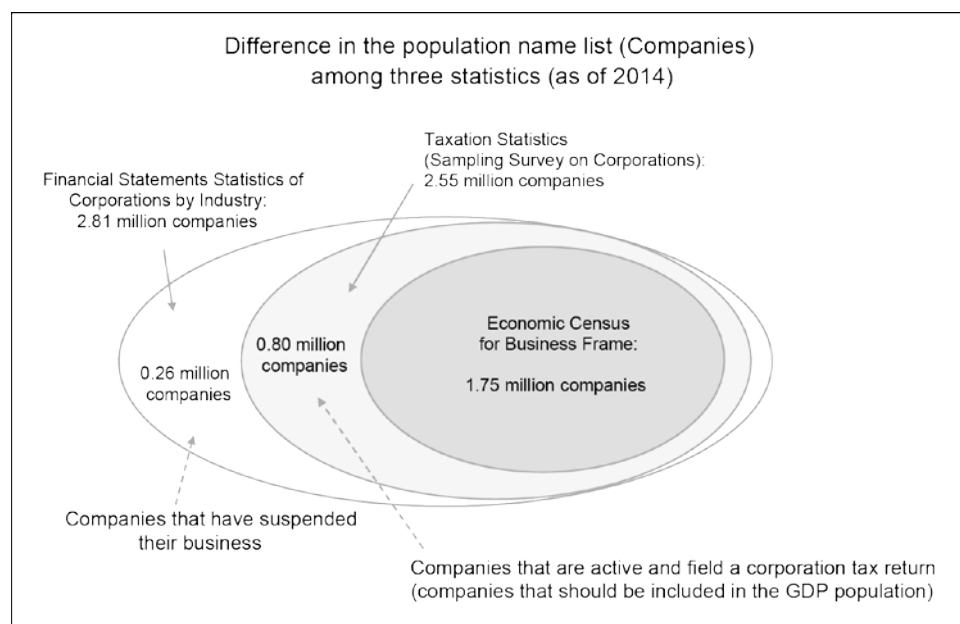 Difference in the population name list (Companies)
among three statistics (as of 2014)
Taxation Statistics
(Sampling Survey on Corporations):
2.55 million companies
Financial Statements Statistics of
Corporations by Industry:
2.81 million companies
Economic Census
for Business Frame:
1.75 million companies
0.80 million
companies
0.26 million
companies
Companies that have suspended
their business
Companies that are active and field a corporation tax return
(companies that should be included in the GDP population)